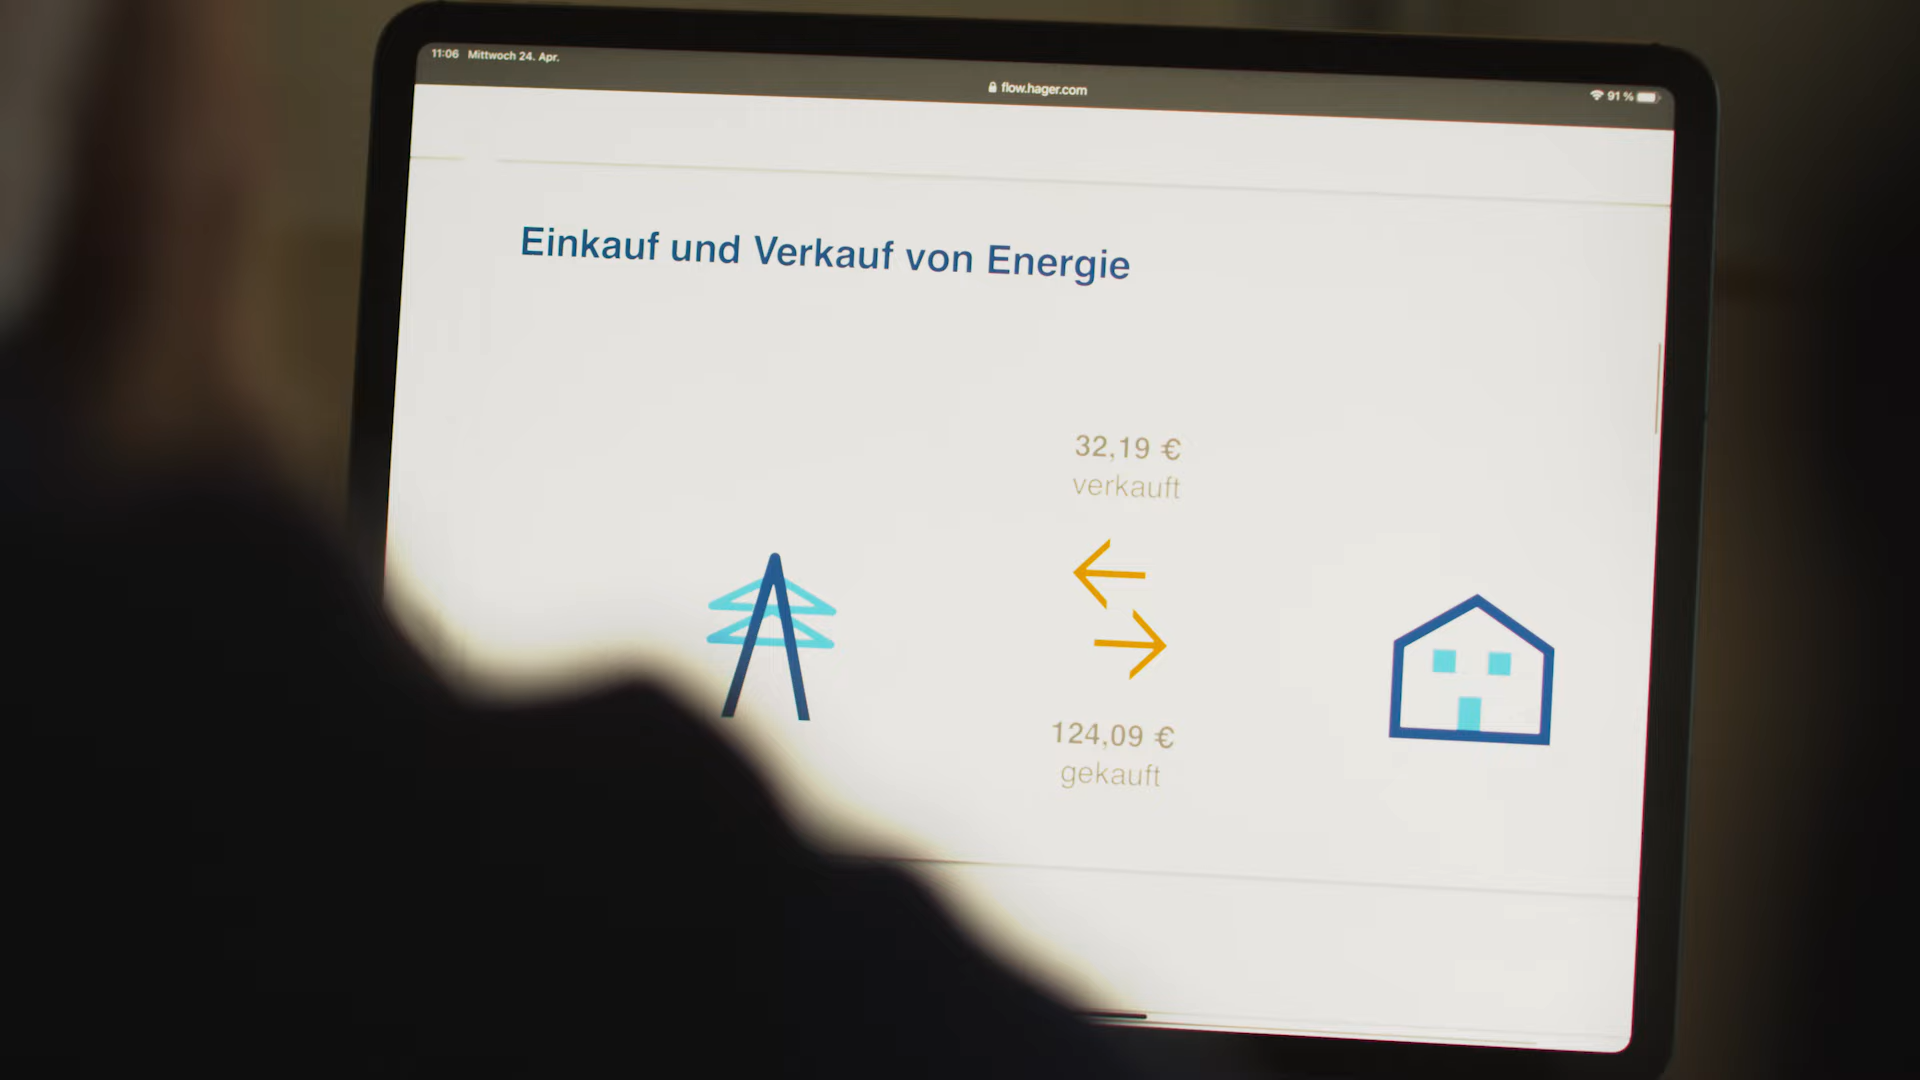 11:06 Mittwoch 24. Apr.
flow.hager.com
91 %
Einkauf und Verkauf von Energie
32,19 €
verkauft
124,09 €
gekauft